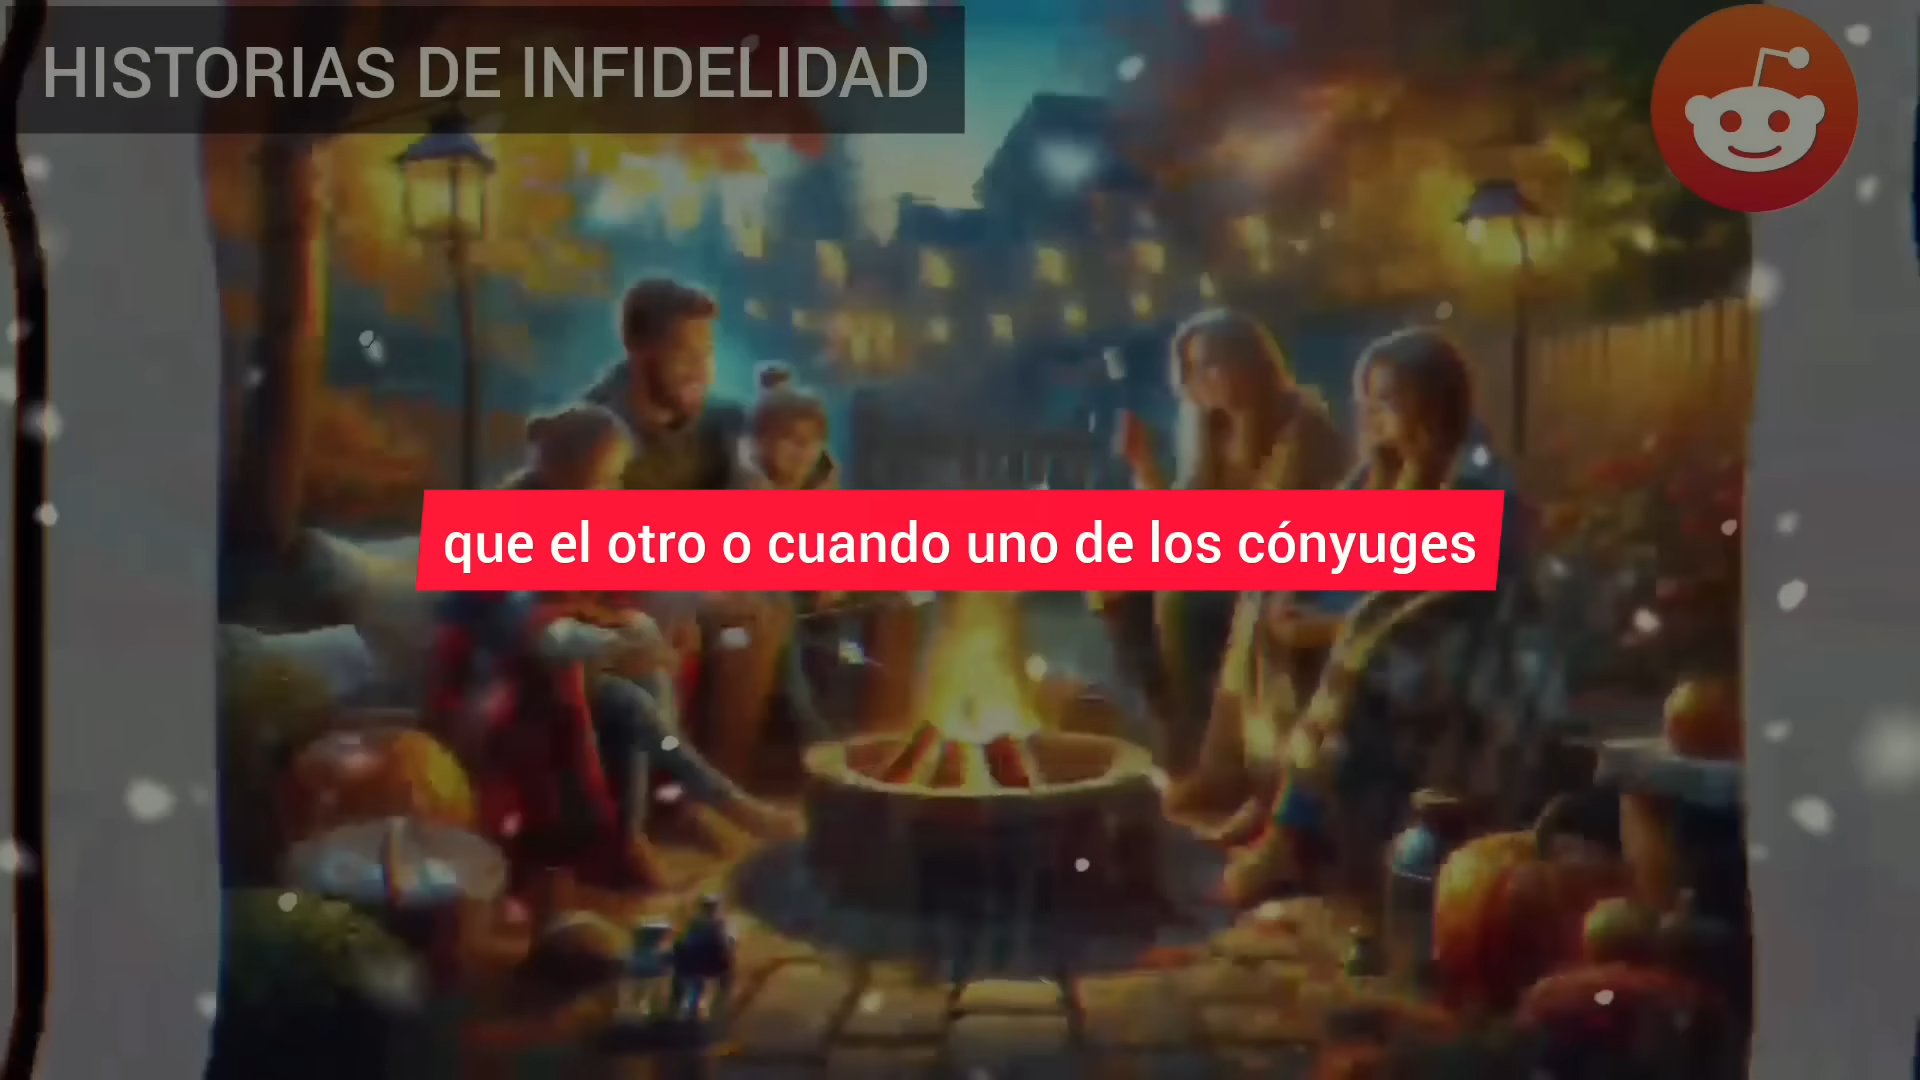 HISTORIAS DE INFIDELIDAD
que el otro o cuando uno de los cónyuges